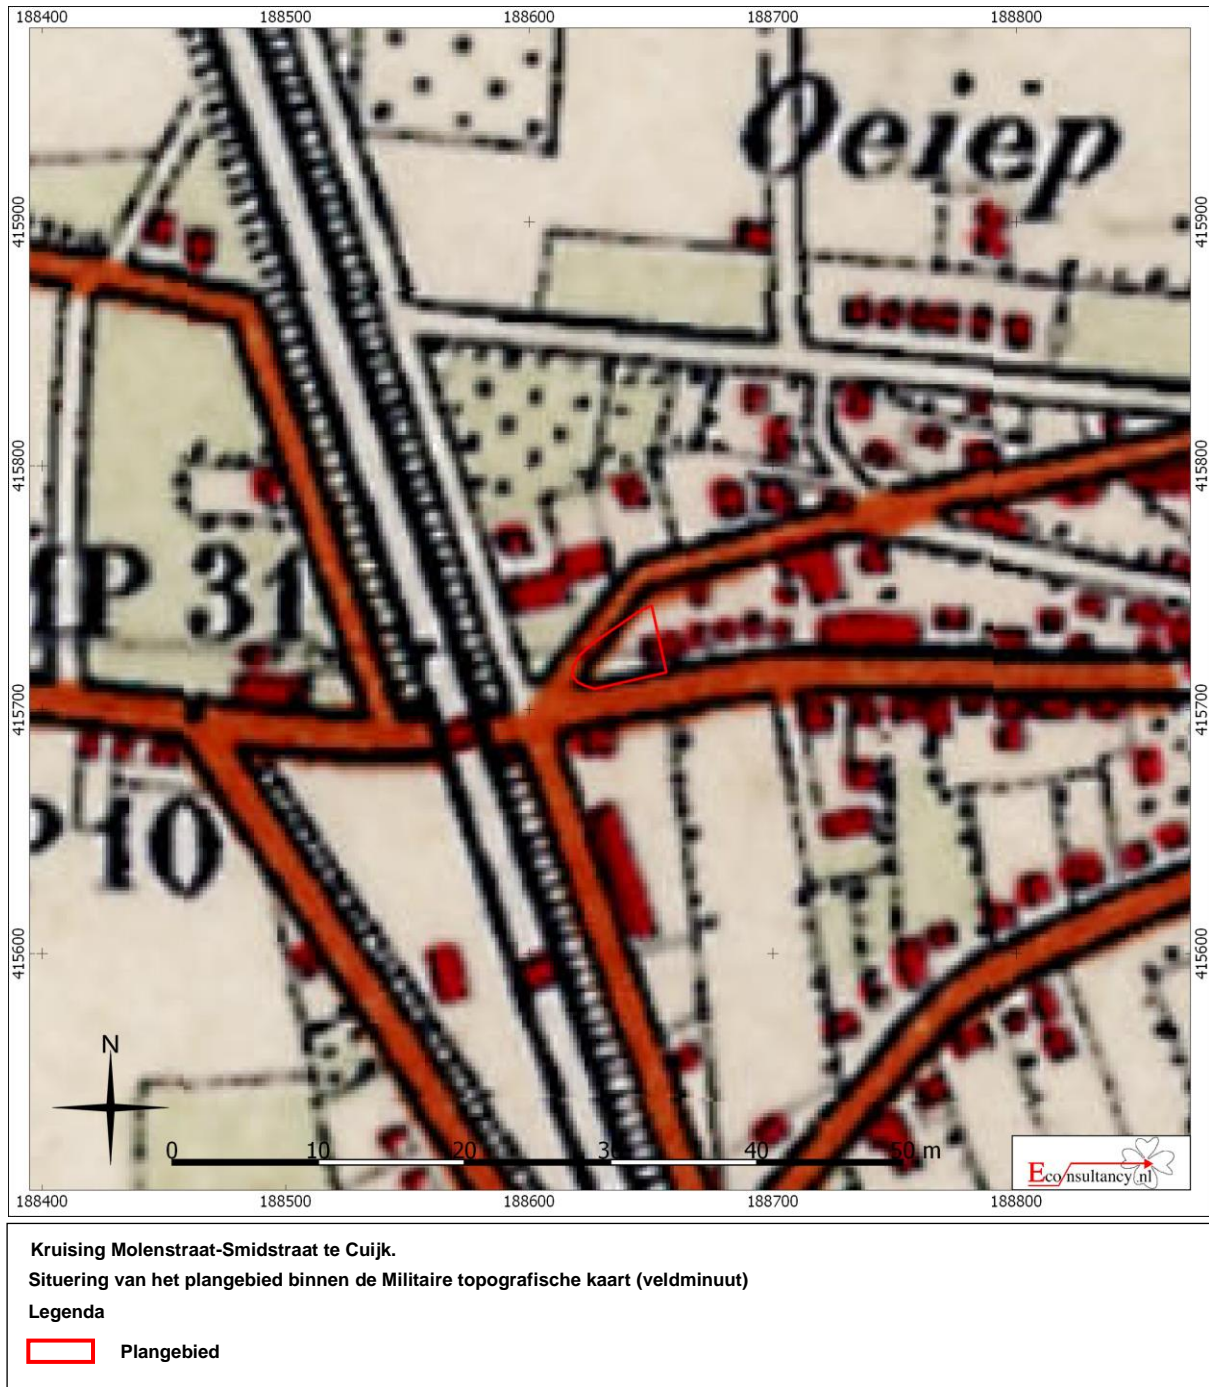 188400 188500 188600 188700 188800
Oeiep
415900 415900
415800 415800
P 31
415700 415700
10
415600 415600
N
0 10 20 30 40 50 m
Econsultancy.nl
188400 188500 188600 188700 188800
Kruising Molenstraat-Smidstraat te Cuijk.
Situering van het plangebied binnen de Militaire topografische kaart (veldminuut)
Legenda
Plangebied